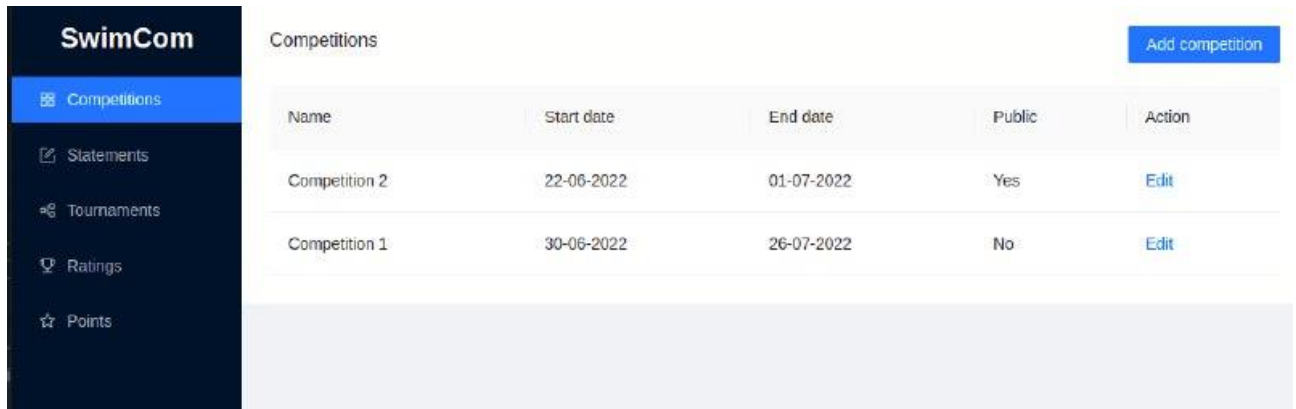 SwimCom
Competitions
Statements
Tournaments
Ratings
Points
Competitions
Add competition
Name Start date End date Public Action
Competition 2 22-06-2022 01-07-2022 Yes Edit
Competition 1 30-06-2022 26-07-2022 No Edit